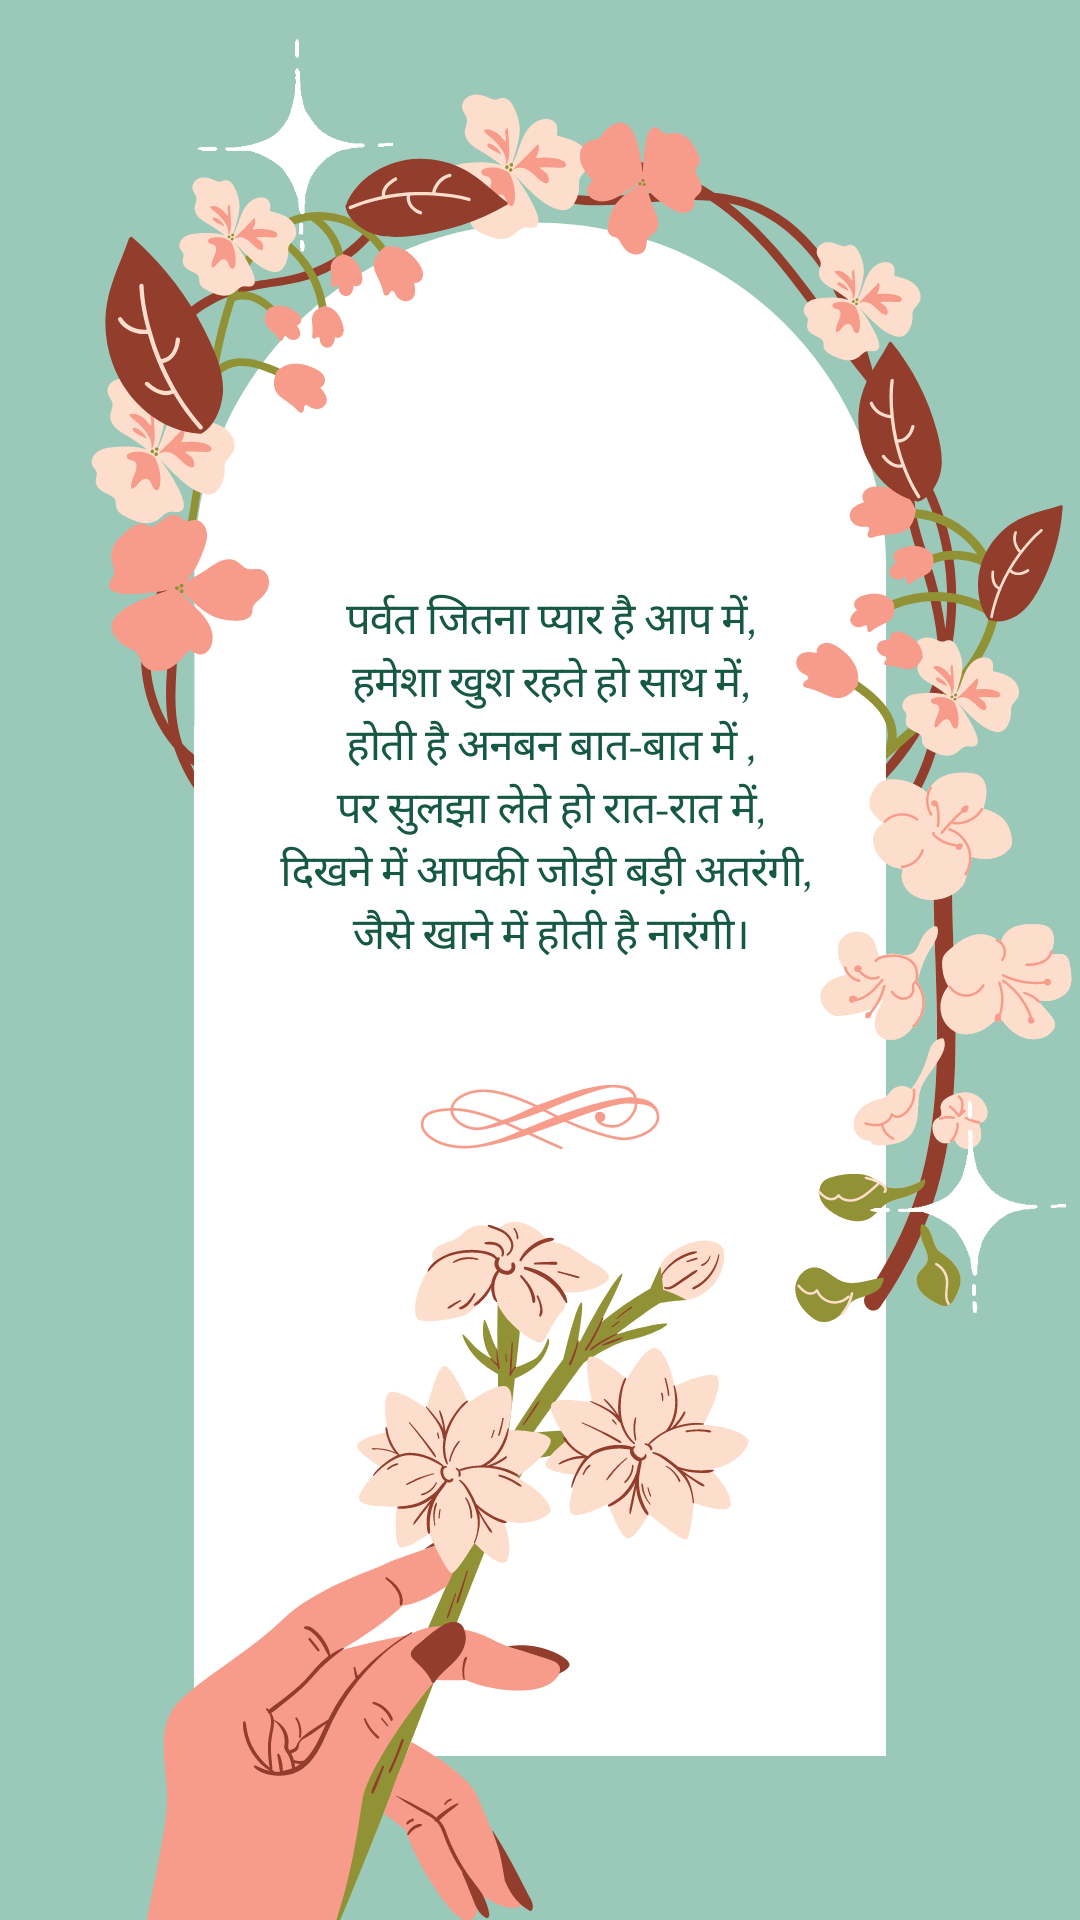 पर्वत जितना प्यार है आप में,
हमेशा खुश रहते हो साथ में,
होती है अनबन बात-बात में ,
पर सुलझा लेते हो रात-रात में,
दिखने में आपकी जोड़ी बड़ी अतरंगी,
जैसे खाने में होती है नारंगी।